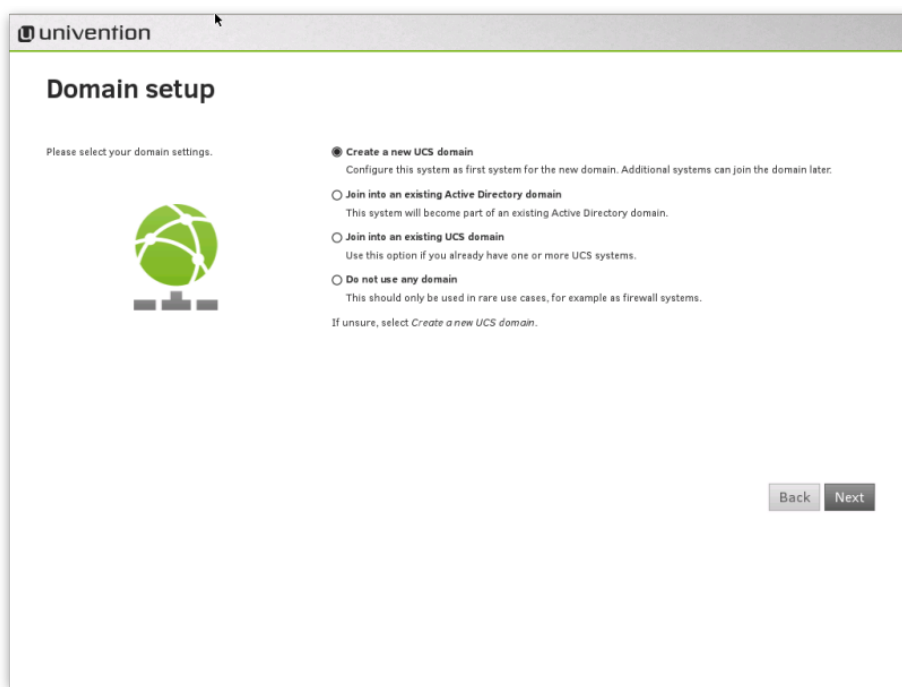 univention
Domain setup
Please select your domain settings.
Create a new UCS domain
Configure this system as first system for the new domain. Additional systems can join the domain later.
Join into an existing Active Directory domain
This system will become part of an existing Active Directory domain.
Join into an existing UCS domain
Use this option if you already have one or more UCS systems.
Do not use any domain
This should only be used in rare use cases, for example as firewall systems.
If unsure, select Create a new UCS domain.
Back Next